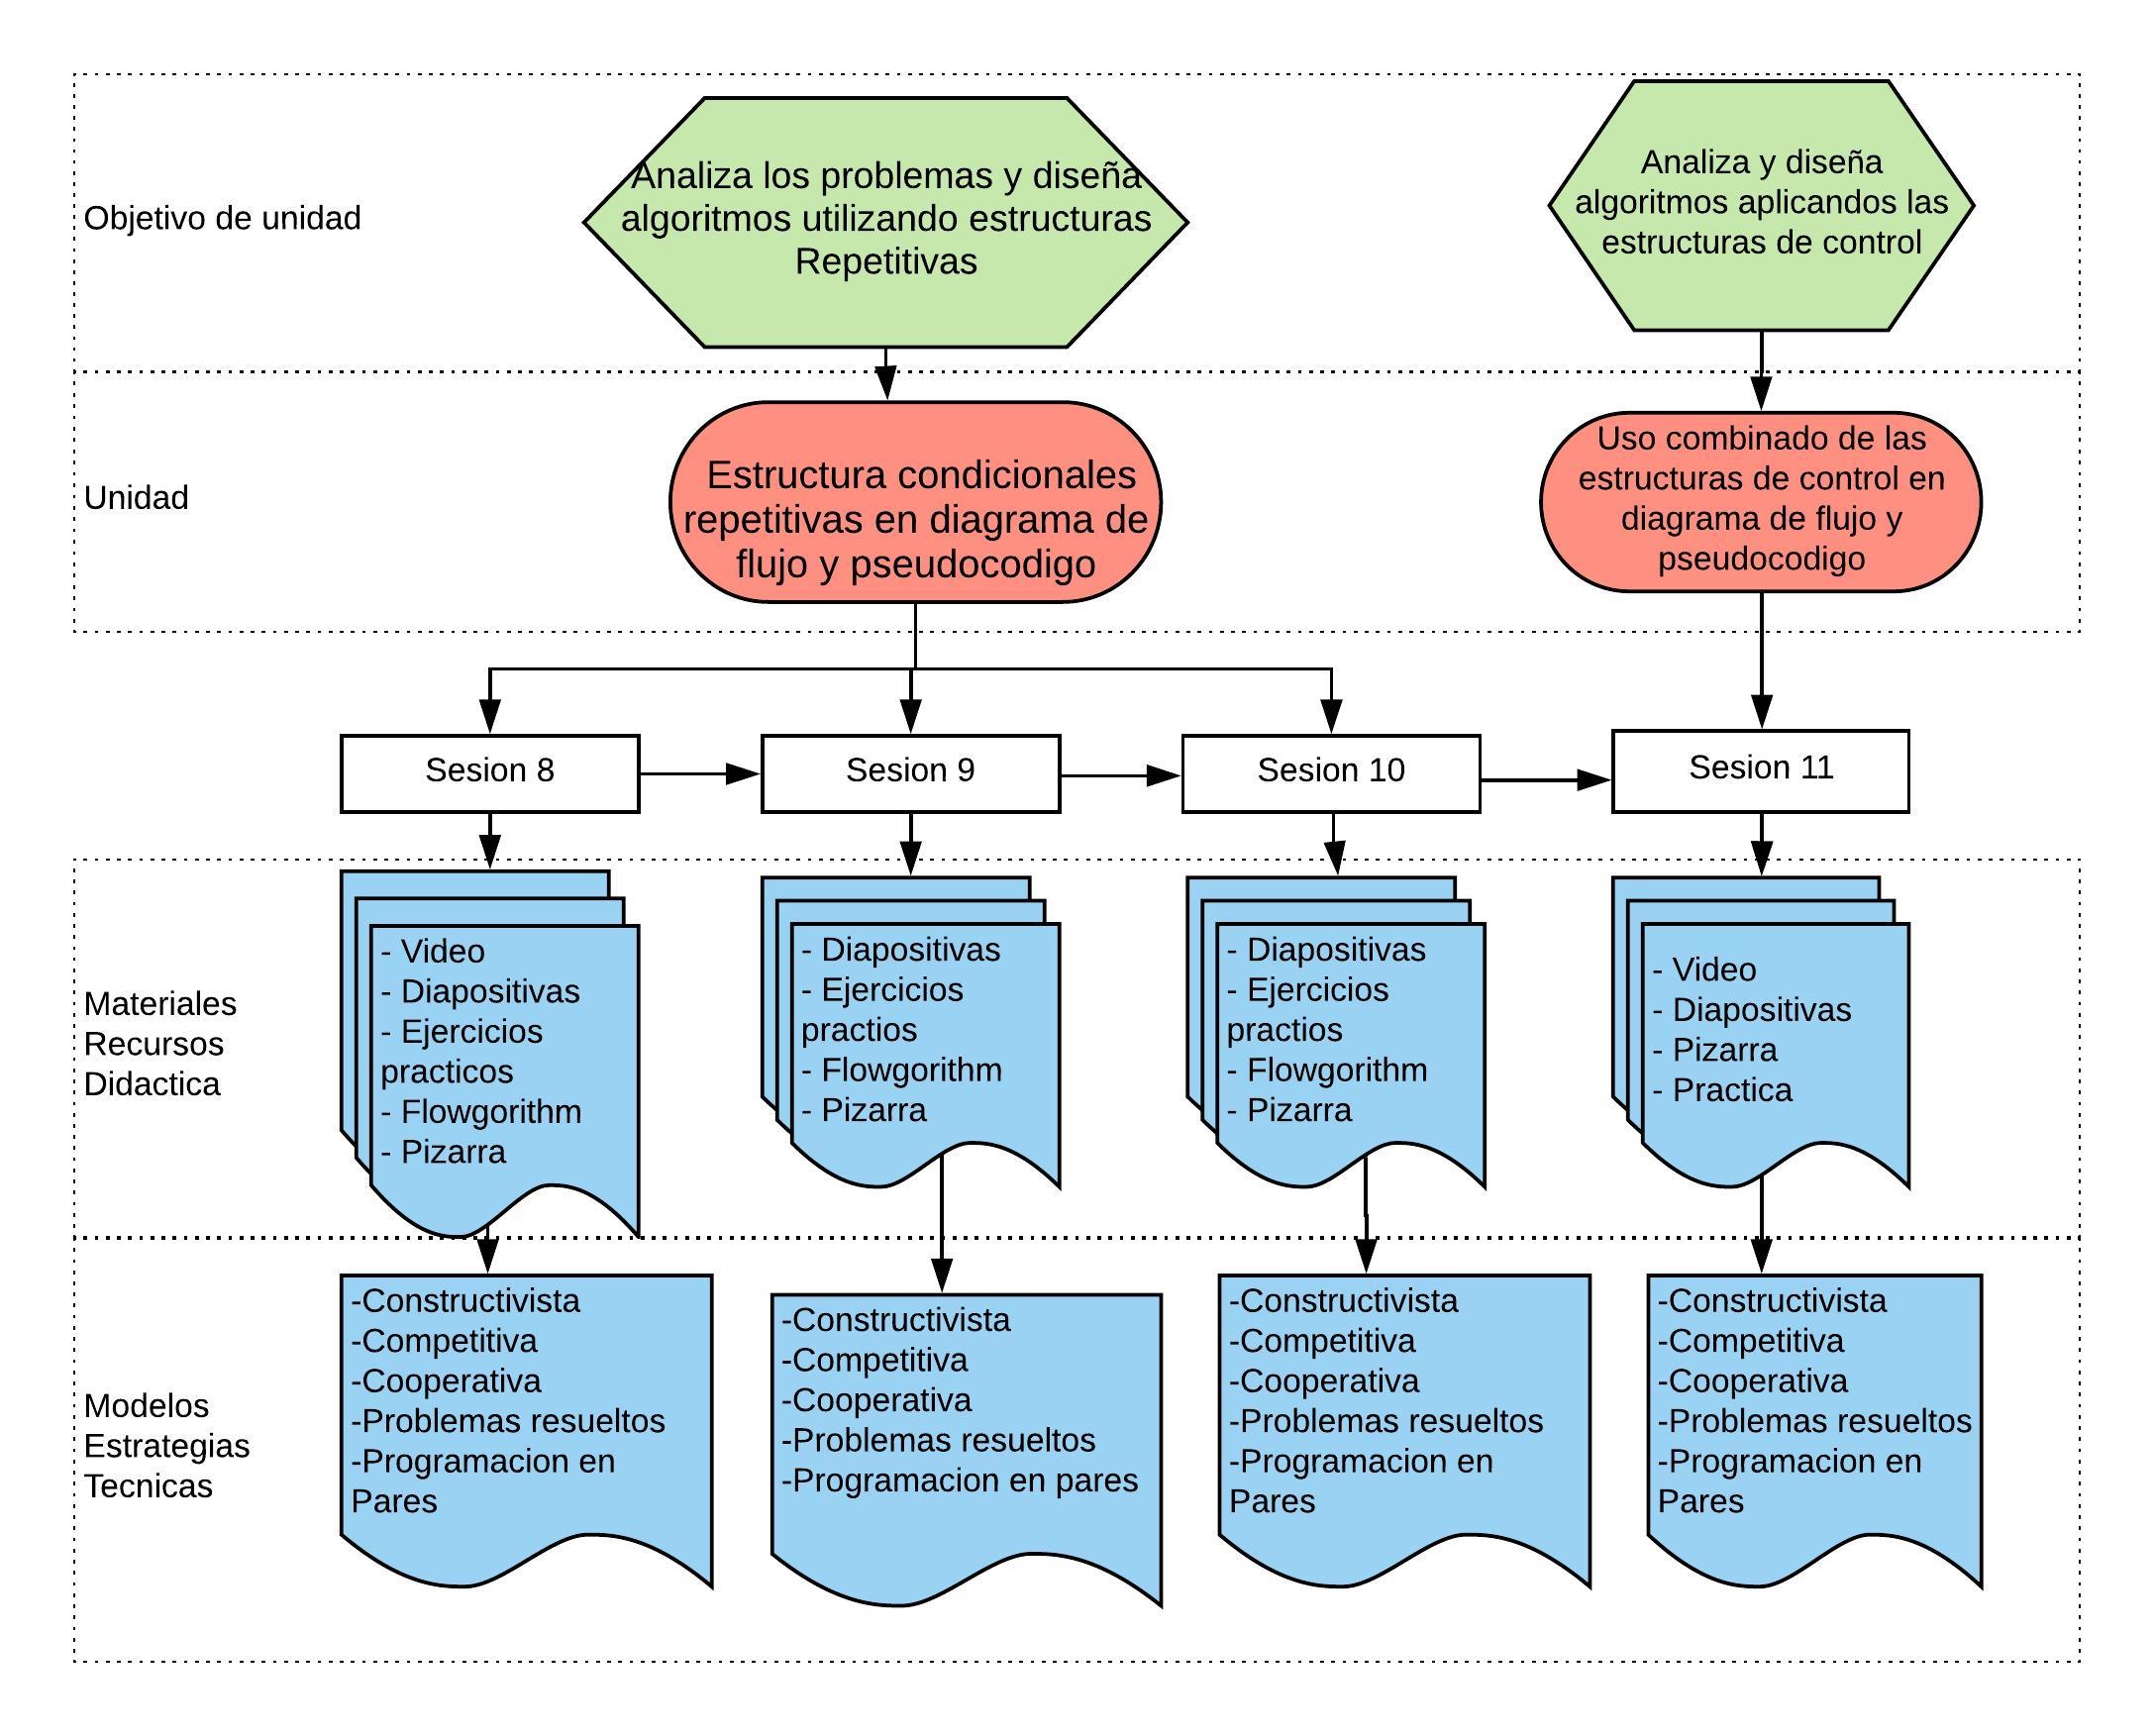 Objetivo de unidad
Analiza los problemas y diseña
algoritmos utilizando estructuras
Repetitivas
Analiza y diseña
algoritmos aplicandos las
estructuras de control
Unidad
Estructura condicionales
repetitivas en diagrama de
flujo y pseudocodigo
Uso combinado de las
estructuras de control en
diagrama de flujo y
pseudocodigo
Sesion 8
Sesion 9
Sesion 10
Sesion 11
Materiales
Recursos
Didactica
- Video
- Diapositivas
- Ejercicios
practicos
- Flowgorithm
- Pizarra
- Diapositivas
- Ejercicios
practios
- Flowgorithm
- Pizarra
- Diapositivas
- Ejercicios
practios
- Flowgorithm
- Pizarra
- Video
- Diapositivas
- Pizarra
- Practica
Modelos
Estrategias
Tecnicas
-Constructivista
-Competitiva
-Cooperativa
-Problemas resueltos
-Programacion en
Pares
-Constructivista
-Competitiva
-Cooperativa
-Problemas resueltos
-Programacion en pares
-Constructivista
-Competitiva
-Cooperativa
-Problemas resueltos
-Programacion en
Pares
-Constructivista
-Competitiva
-Cooperativa
-Problemas resueltos
-Programacion en
Pares